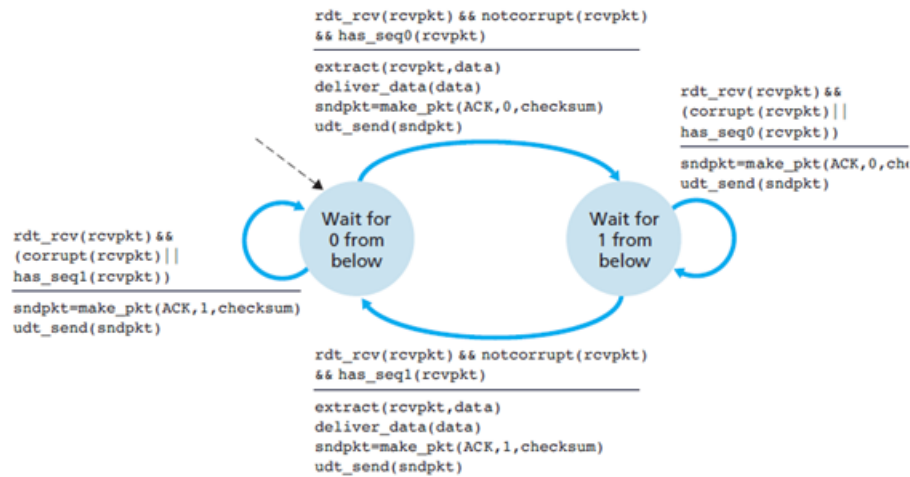 rdt_rcv(rcvpkt) && notcorrupt(rcvpkt)
&& has_seq0(rcvpkt)
extract(rcvpkt,data)
deliver_data(data)
sndpkt=make_pkt(ACK,0,checksum)
udt_send(sndpkt)
rdt_rcv(rcvpkt) &&
(corrupt(rcvpkt)||
has_seq0(rcvpkt))
sndpkt=make_pkt(ACK,0,che
udt_send(sndpkt)
Wait for
0 from
below
Wait for
1 from
below
rdt_rcv(rcvpkt) &&
(corrupt(rcvpkt)||
has_seq1(rcvpkt))
sndpkt=make_pkt(ACK,1,checksum)
udt_send(sndpkt)
rdt_rcv(rcvpkt) && notcorrupt(rcvpkt)
&& has_seq1(rcvpkt)
extract(rcvpkt,data)
deliver_data(data)
sndpkt=make_pkt(ACK,1,checksum)
udt_send(sndpkt)